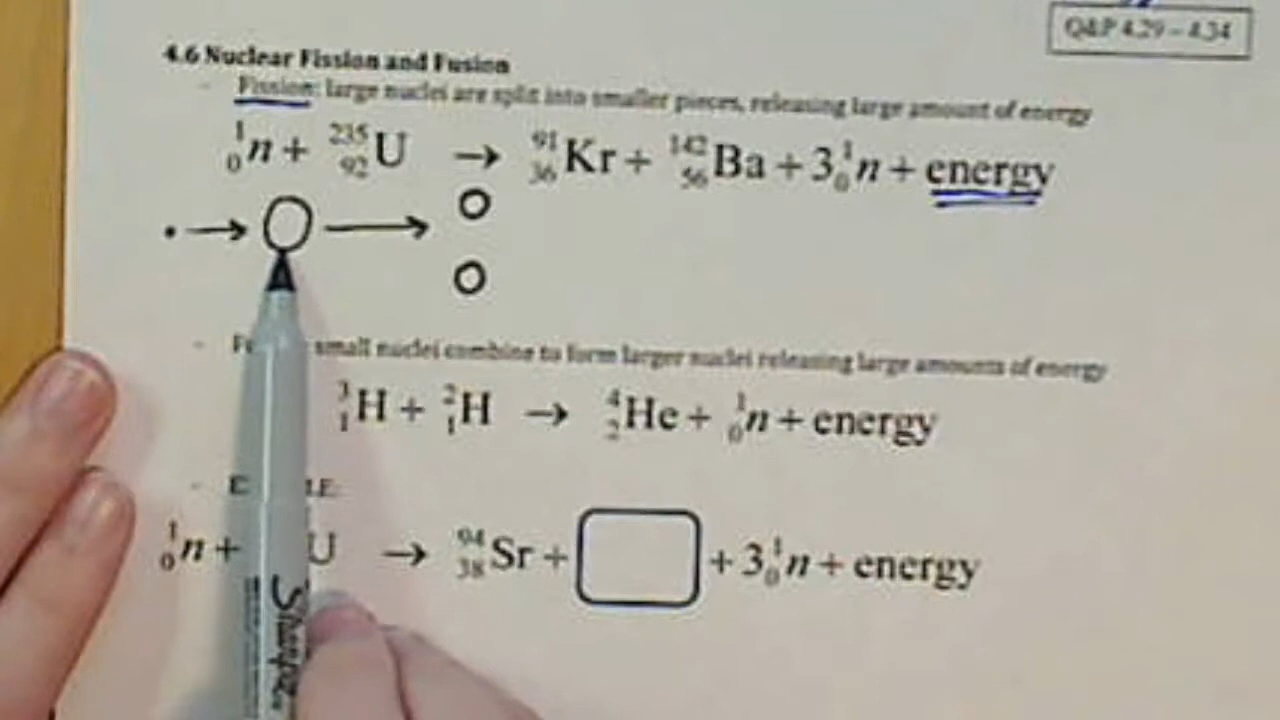 Q&P 4.29 – 4.34
4.6 Nuclear Fission and Fusion
- Fission: large nuclei are split into smaller pieces, releasing large amount of energy
¹₀n + ²³⁵₉₂U → ⁹¹₃₆Kr + ¹⁴²₅₆Ba + 3¹₀n + energy
- small nuclei combine to form larger nuclei releasing large amounts of energy
³₁H + ²₁H → ⁴₂He + ¹₀n + energy
¹₀n + U → ⁹⁴₃₈Sr + + 3¹₀n + energy
Sharpie